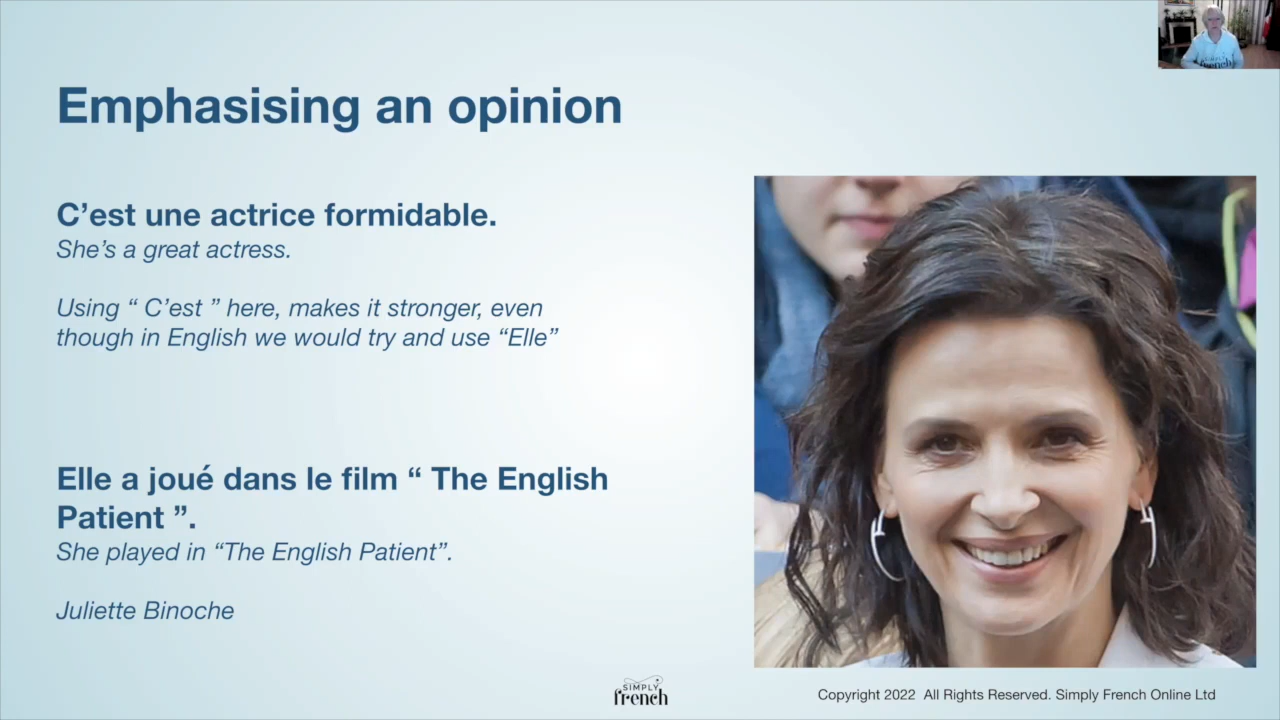 Emphasising an opinion
C’est une actrice formidable.
She’s a great actress.
Using “ C’est ” here, makes it stronger, even
though in English we would try and use “Elle”
Elle a joué dans le film “ The English
Patient ”.
She played in “The English Patient”.
Juliette Binoche
SIMPLY
french
Copyright 2022 All Rights Reserved. Simply French Online Ltd